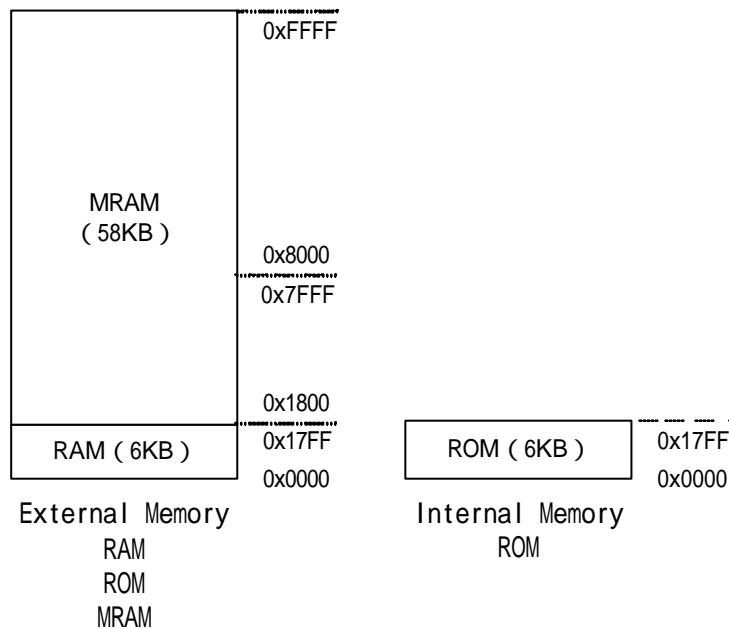 0xFFFF
MRAM
( 58KB )
0x8000
0x7FFF
0x1800
RAM ( 6KB )
0x17FF
0x0000
External Memory
RAM
ROM
MRAM
ROM ( 6KB )
0x17FF
0x0000
Internal Memory
ROM